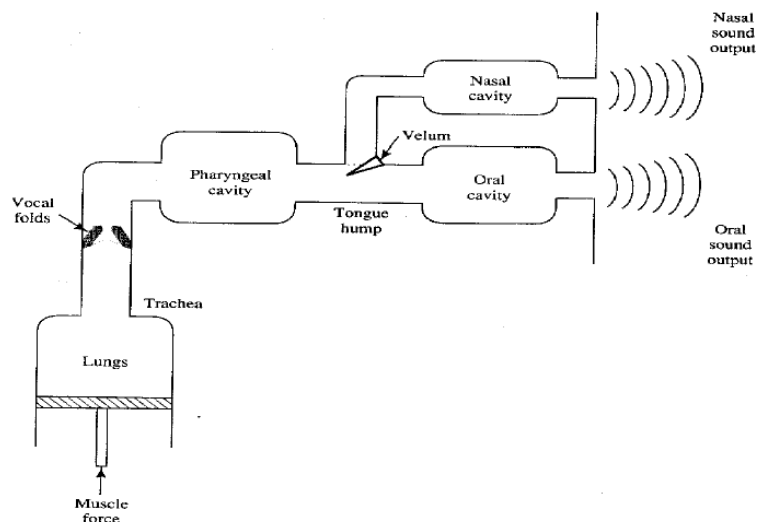 Nasal
sound
output
Nasal
cavity
Velum
Pharyngeal
cavity
Oral
cavity
Vocal
folds
Tongue
hump
Oral
sound
output
Trachea
Lungs
Muscle
force